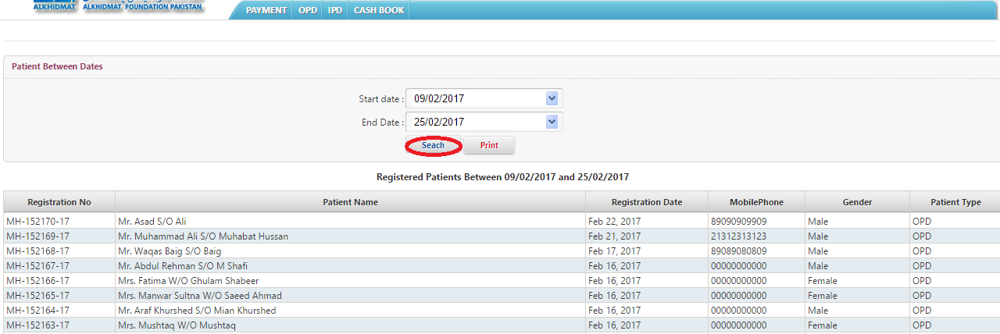 ALKHIDMAT ALKHIDMAT FOUNDATION PAKISTAN
PAYMENT OPD IPD CASH BOOK
Patient Between Dates
Start date : 09/02/2017
End Date : 25/02/2017
Seach Print
Registered Patients Between 09/02/2017 and 25/02/2017
Registration No Patient Name Registration Date MobilePhone Gender Patient Type
MH-152170-17 Mr. Asad S/O Ali Feb 22, 2017 89090909909 Male OPD
MH-152169-17 Mr. Muhammad Ali S/O Muhabat Hussan Feb 21, 2017 21312313123 Male OPD
MH-152168-17 Mr. Waqas Baig S/O Baig Feb 17, 2017 89089080809 Male OPD
MH-152167-17 Mr. Abdul Rehman S/O M Shafi Feb 16, 2017 00000000000 Male OPD
MH-152166-17 Mrs. Fatima W/O Ghulam Shabeer Feb 16, 2017 00000000000 Female OPD
MH-152165-17 Mrs. Manwar Sultna W/O Saeed Ahmad Feb 16, 2017 00000000000 Female OPD
MH-152164-17 Mr. Araf Khurshed S/O Mian Khurshed Feb 16, 2017 00000000000 Male OPD
MH-152163-17 Mrs. Mushtaq W/O Mushtaq Feb 16, 2017 00000000000 Female OPD